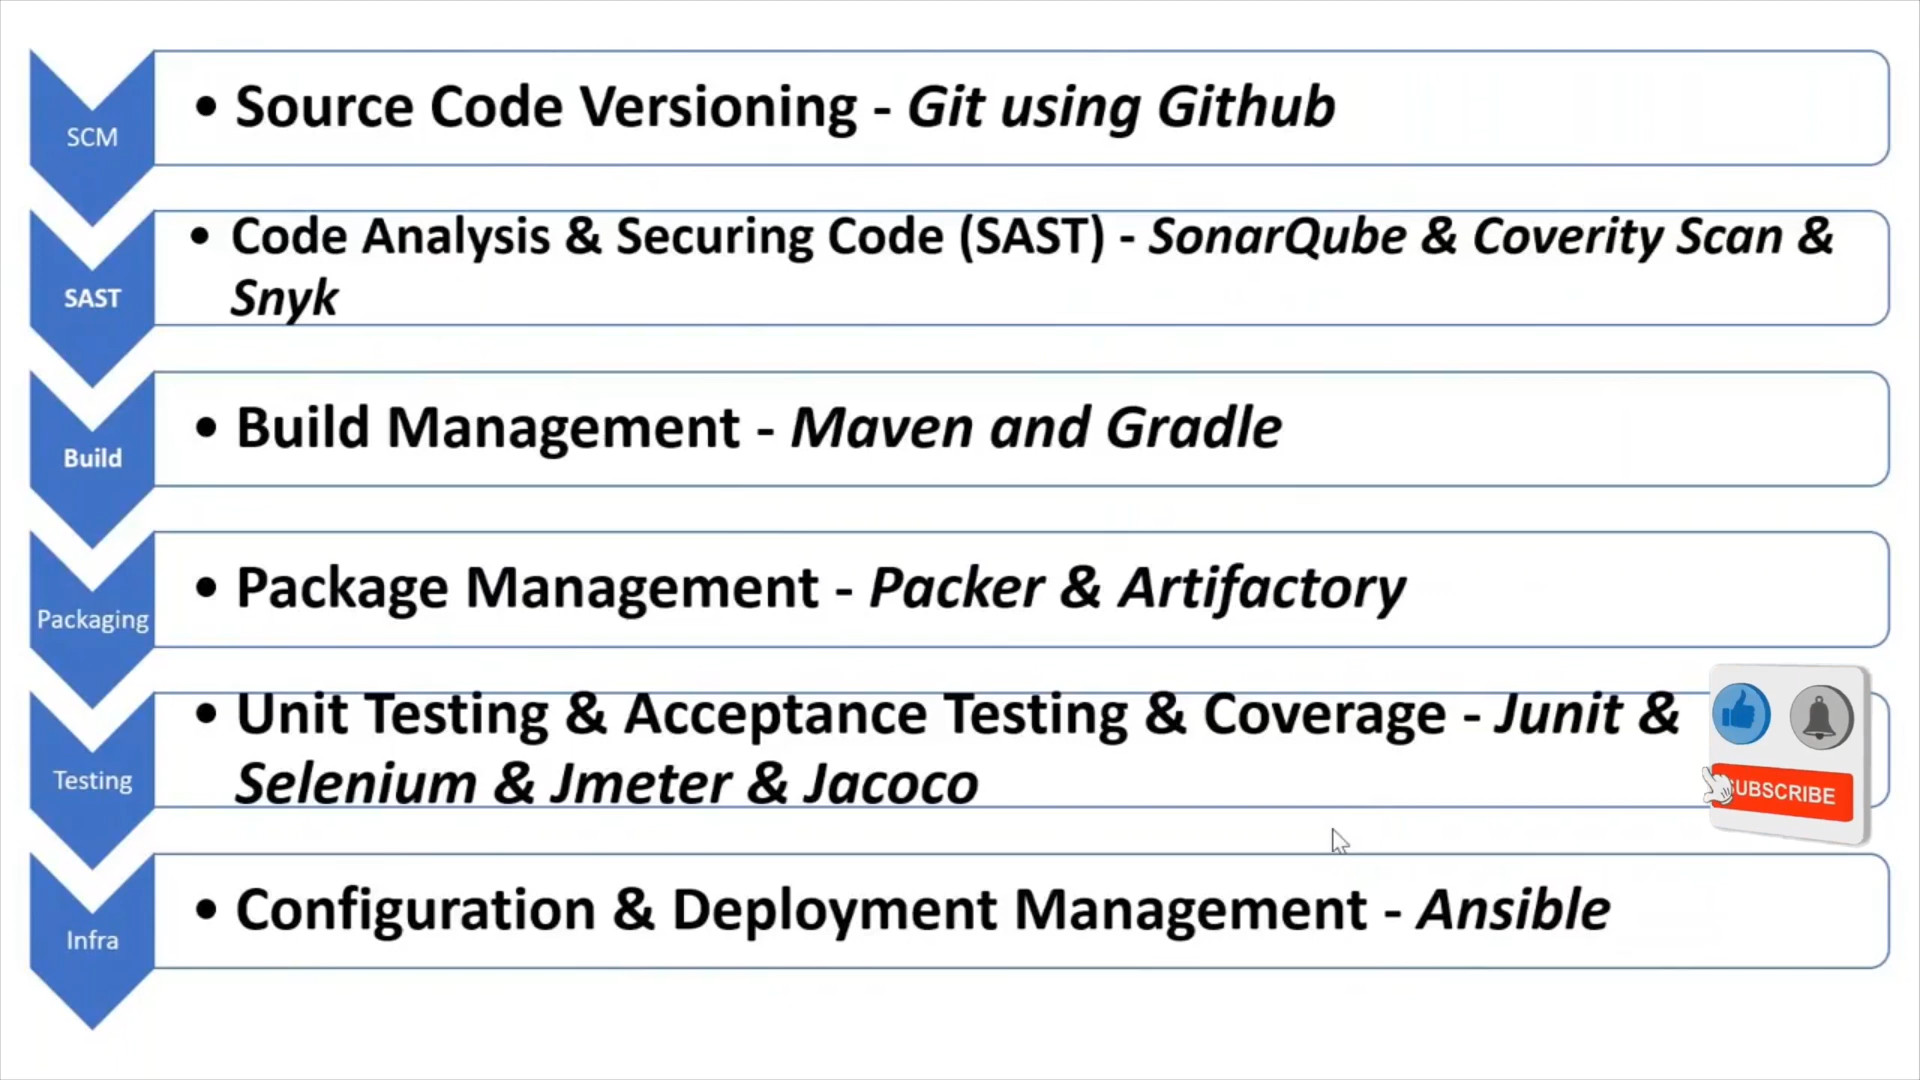 SCM
• Source Code Versioning - Git using Github
SAST
• Code Analysis & Securing Code (SAST) - SonarQube & Coverity Scan &
Snyk
Build
• Build Management - Maven and Gradle
Packaging
• Package Management - Packer & Artifactory
Testing
• Unit Testing & Acceptance Testing & Coverage - Junit &
Selenium & Jmeter & Jacoco
SUBSCRIBE
Infra
• Configuration & Deployment Management - Ansible